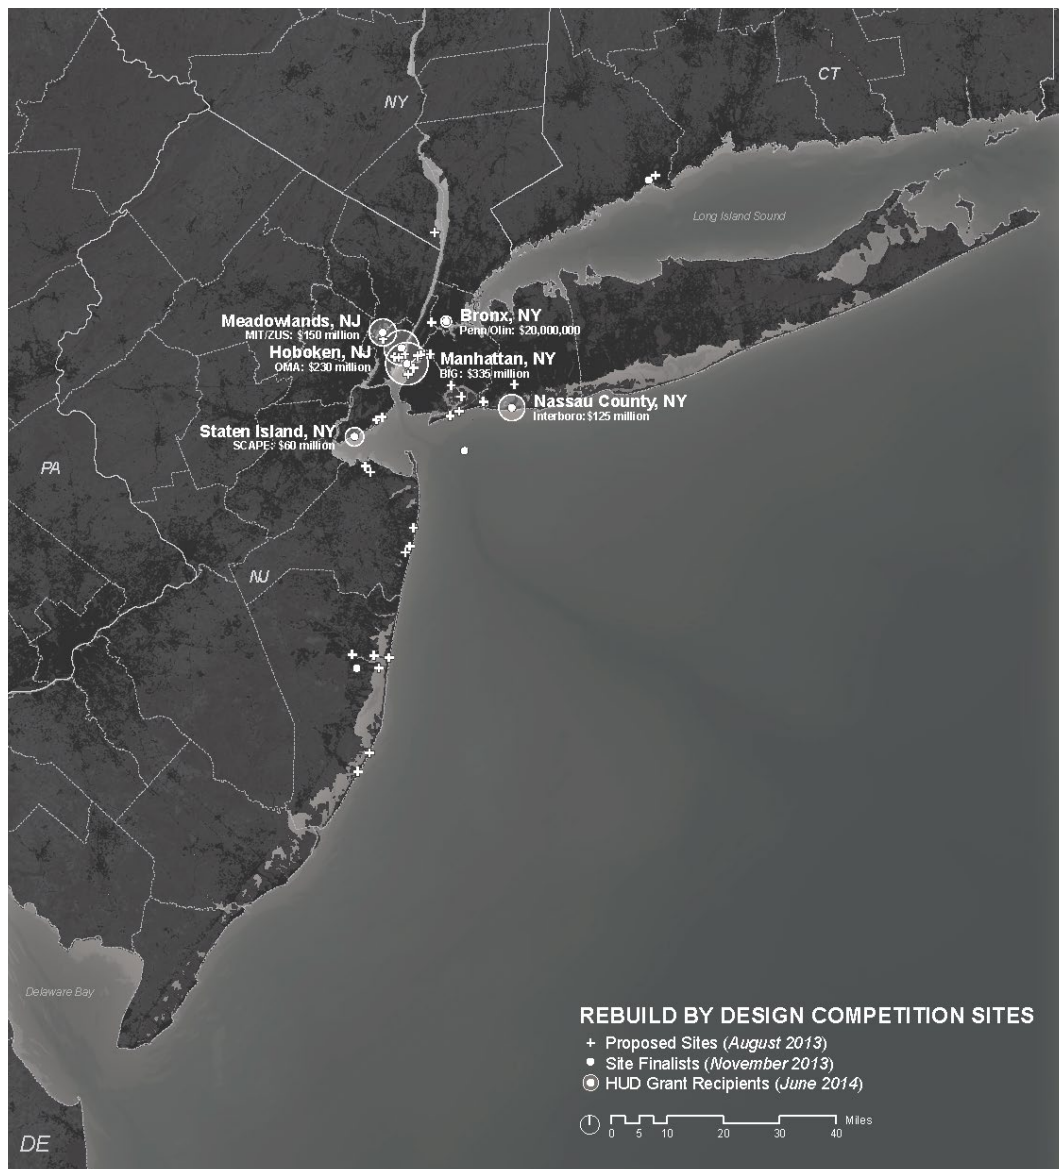 CT
NY
Long Island Sound
Meadowlands, NJ
MIT/ZUS: $150 million
Bronx, NY
Penn/Olin: $20,000,000
Hoboken, NJ
OMA: $230 million
Manhattan, NY
BIG: $335 million
Nassau County, NY
Interboro: $125 million
Staten Island, NY
SCAPE: $60 million
PA
NJ
Delaware Bay
REBUILD BY DESIGN COMPETITION SITES
Proposed Sites (August 2013)
Site Finalists (November 2013)
HUD Grant Recipients (June 2014)
Miles
0 5 10 20 30 40
DE